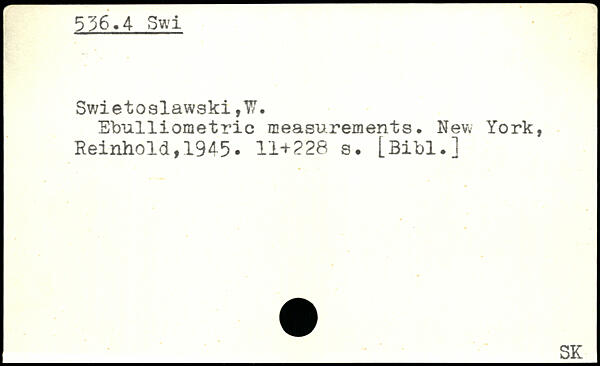 536.4 Swi
Swietoslawski,W.
Ebulliometric measurements. New York,
Reinhold,1945. 11+228 s. [Bibl.]
SK